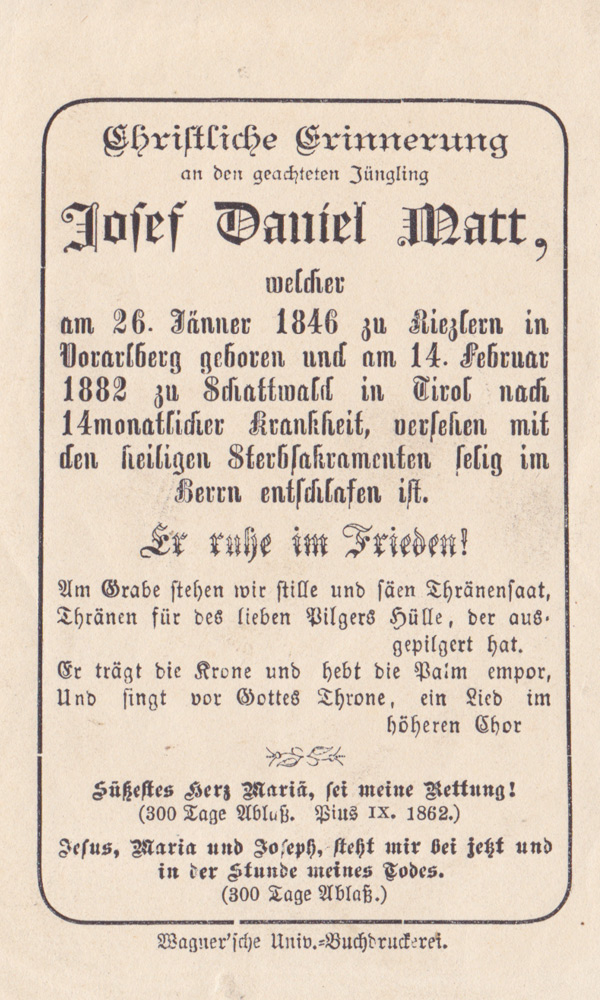 Christliche Erinnerung
an den geachteten Jüngling
Josef Daniel Matt,
welcher
am 26. Jänner 1846 zu Riezlern in
Vorarlberg geboren und am 14. Februar
1882 zu Schattwald in Tirol nach
14monatlicher Krankheit, versehen mit
den heiligen Sterbsakramenten selig im
Herrn entschlafen ist.
Er ruhe im Frieden!
Am Grabe stehen wir stille und säen Thränensaat,
Thränen für des lieben Pilgers Hülle, der aus-
gepilgert hat.
Er trägt die Krone und hebt die Palm empor,
Und singt vor Gottes Throne, ein Lied im
höheren Chor
Süßestes Herz Mariä, sei meine Rettung!
(300 Tage Ablaß. Pius IX. 1862.)
Jesus, Maria und Joseph, steht mir bei jetzt und
in der Stunde meines Todes.
(300 Tage Ablaß.)
Wagner'sche Univ.-Buchdruckerei.